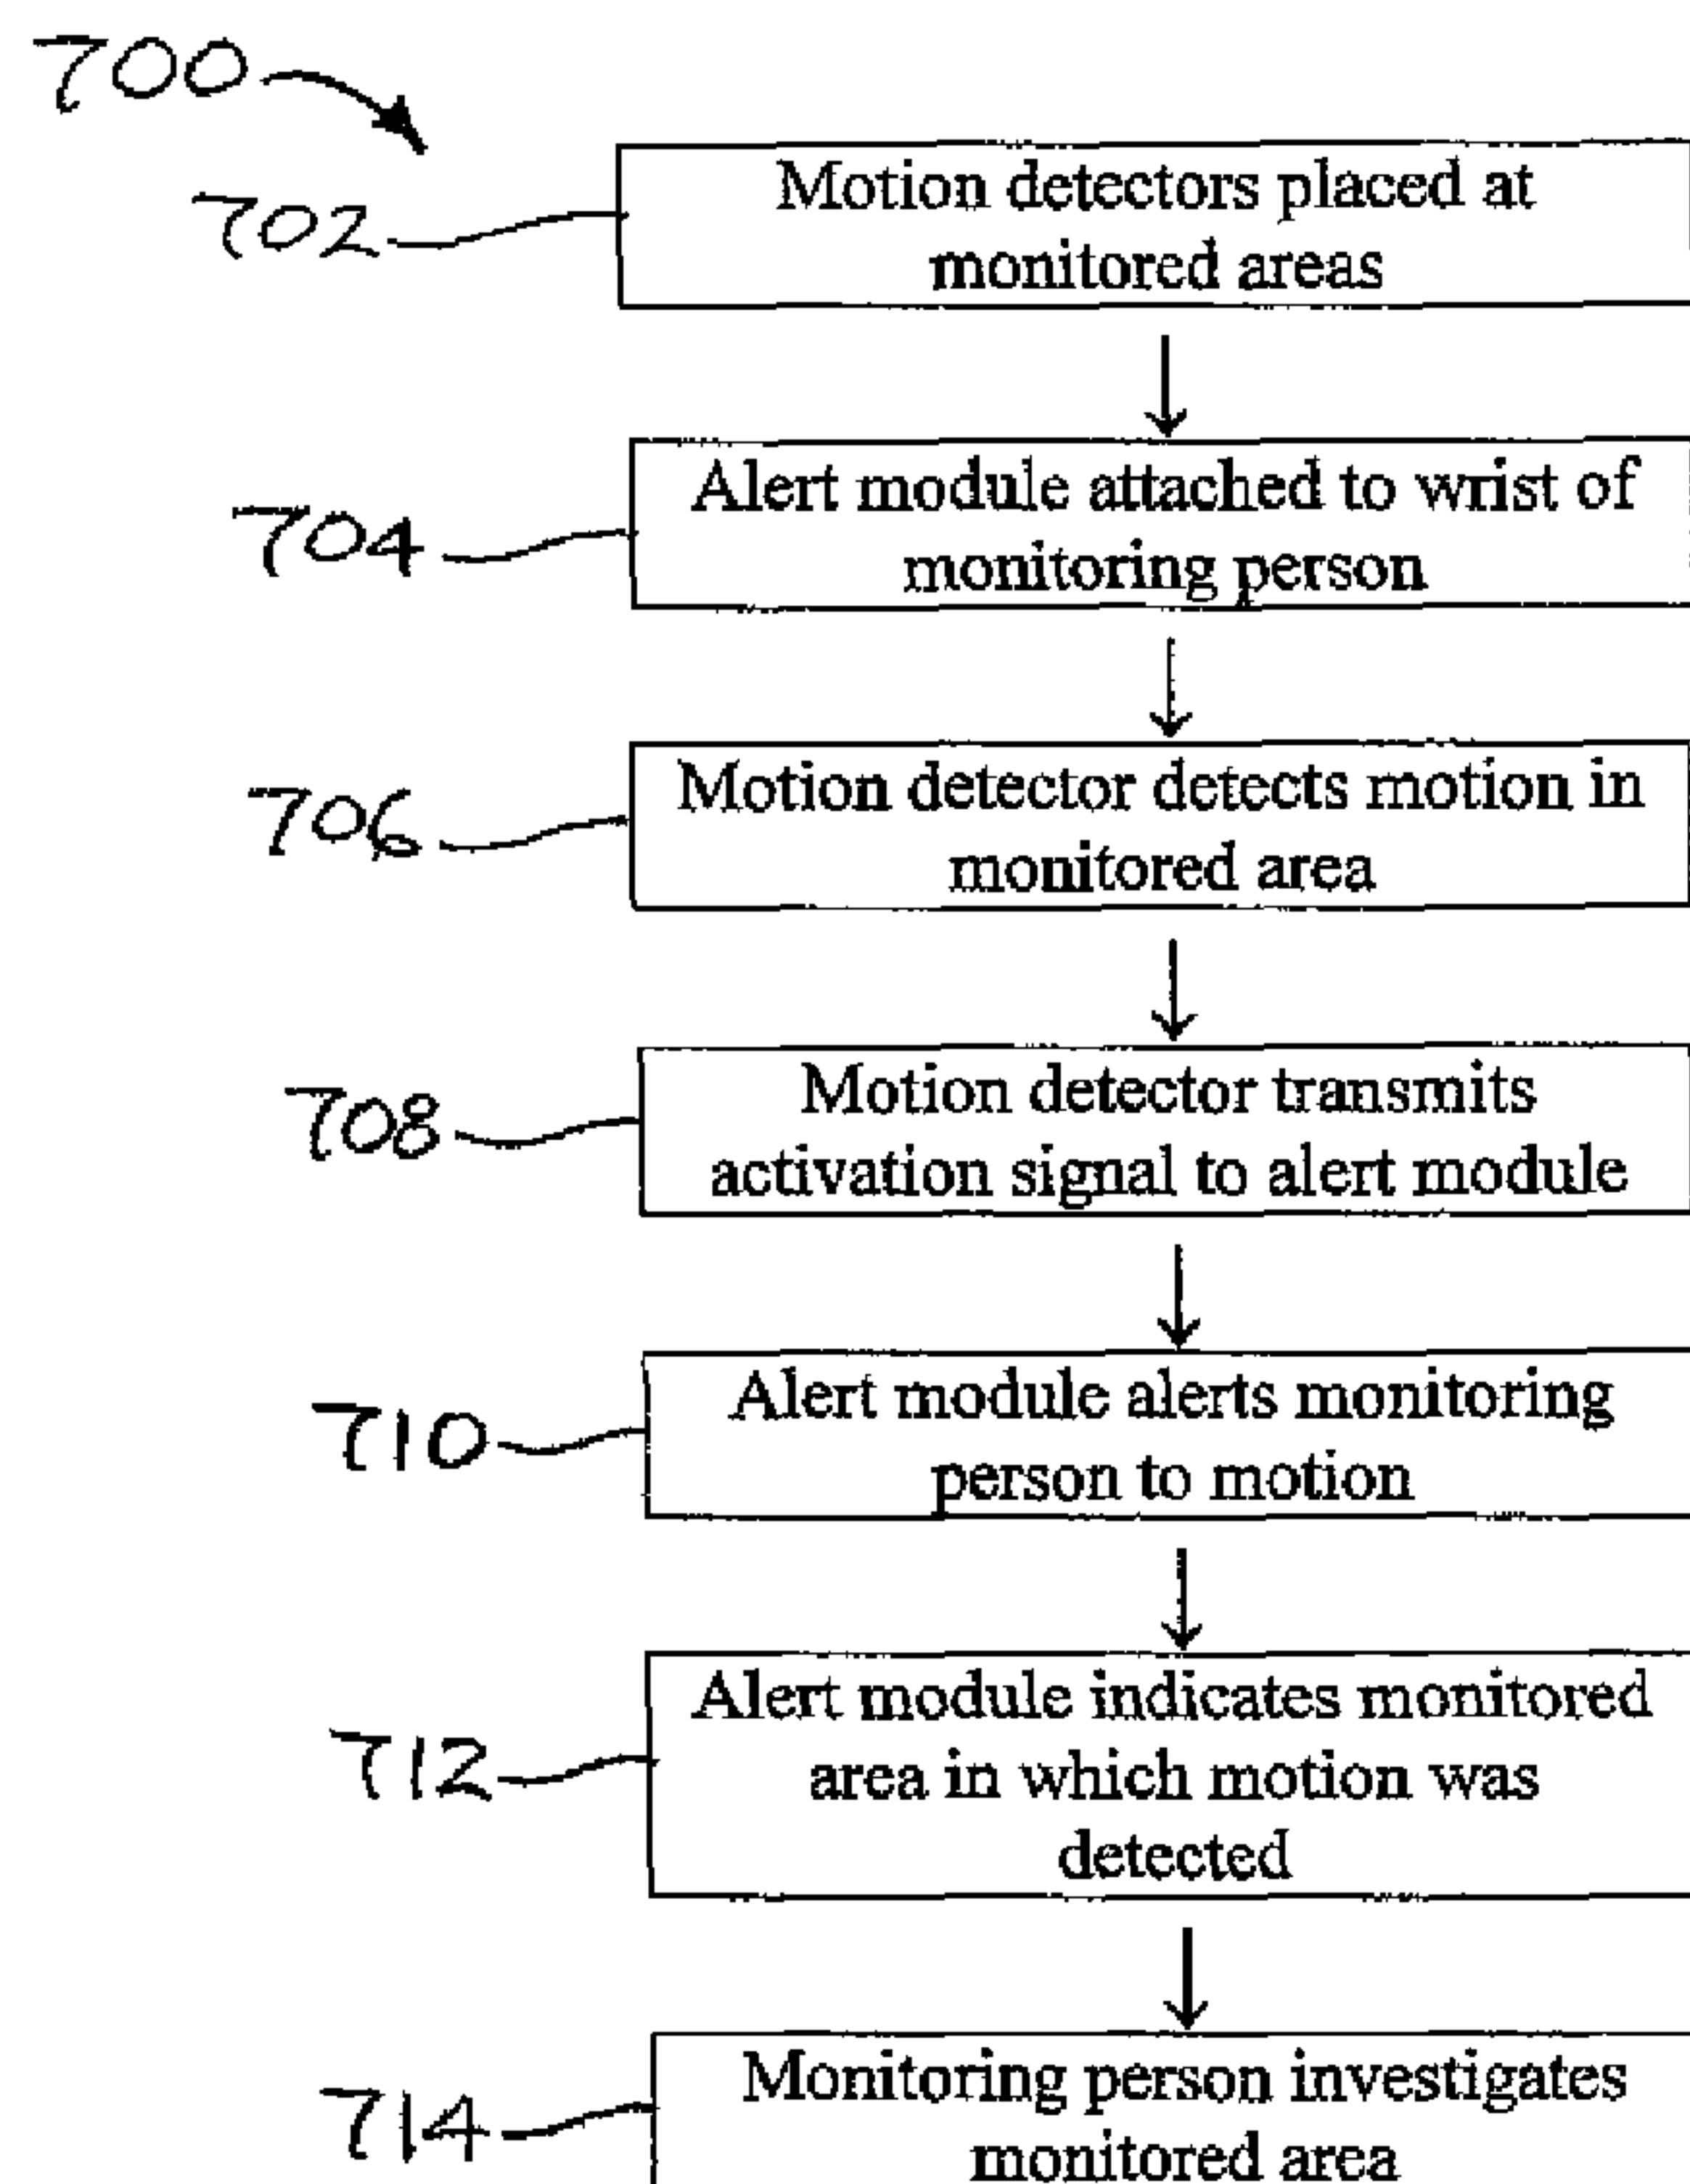 700
702
Motion detectors placed at
monitored areas
704
Alert module attached to wrist of
monitoring person
706
Motion detector detects motion in
monitored area
708
Motion detector transmits
activation signal to alert module
710
Alert module alerts monitoring
person to motion
712
Alert module indicates monitored
area in which motion was
detected
714
Monitoring person investigates
monitored area